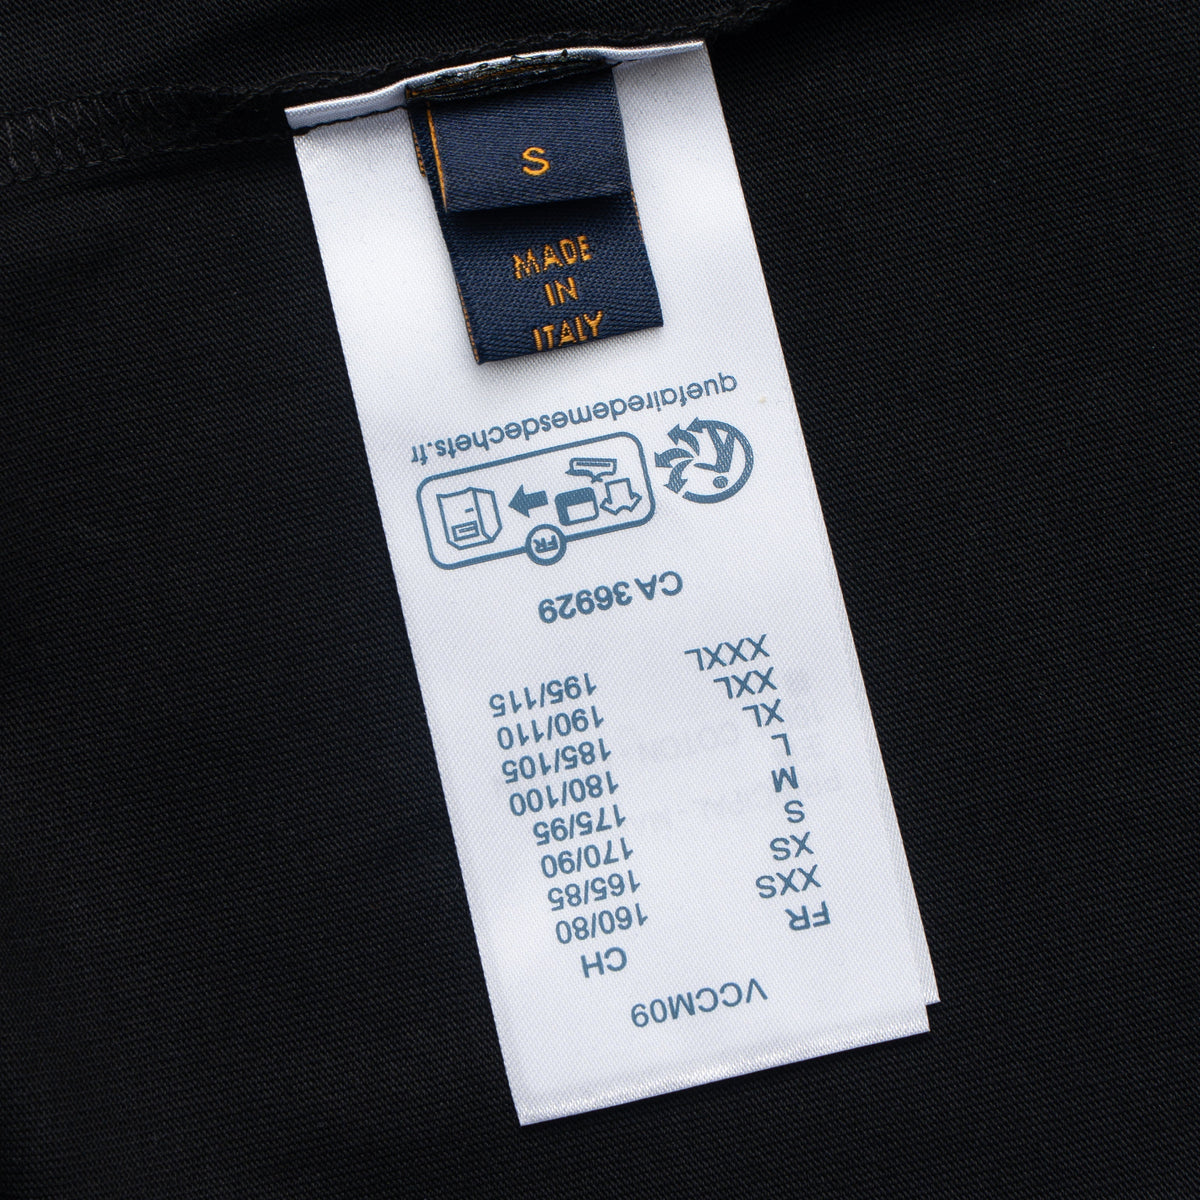 S
MADE
IN
ITALY
VCCM09
FR CH
XXS 160/80
XS 165/85
S 170/90
M 175/95
L 180/100
XL 185/105
XXL 190/110
XXXL 195/115
CA 36929
FR
quefairedemesdechets.fr